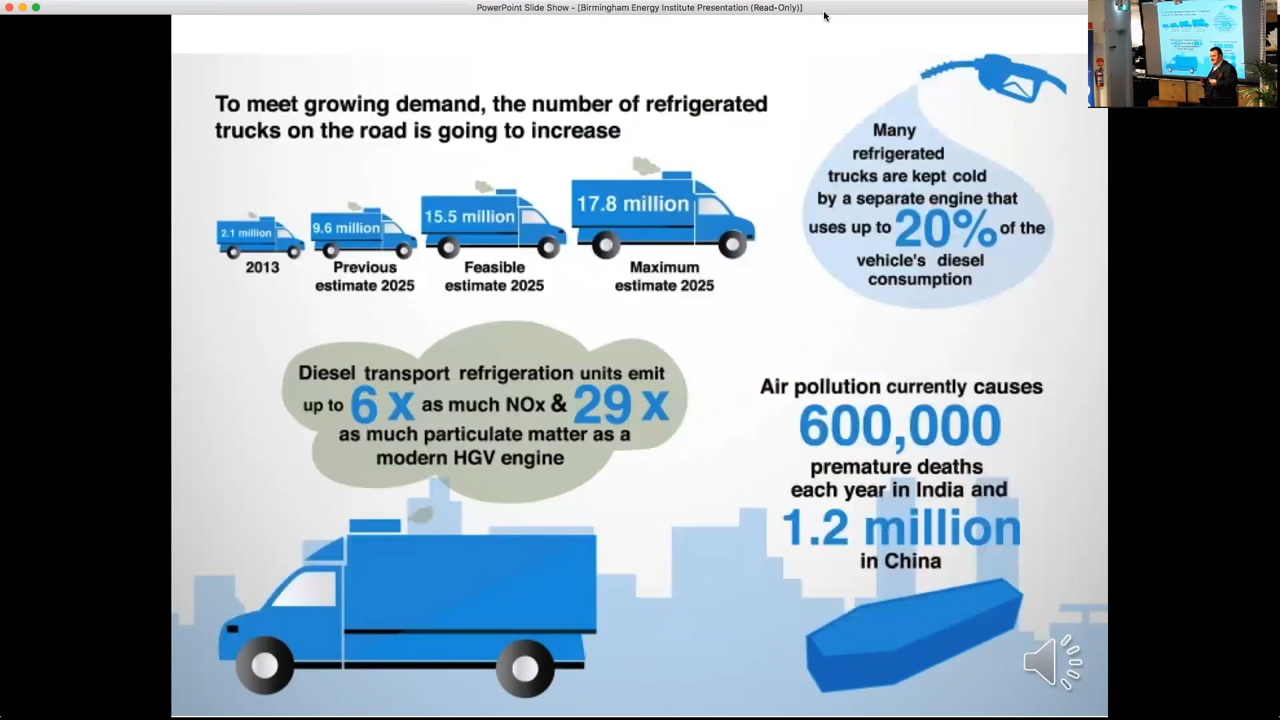 PowerPoint Slide Show - [Birmingham Energy Institute Presentation (Read-Only)]
To meet growing demand, the number of refrigerated
trucks on the road is going to increase
2.1 million
9.6 million
15.5 million
17.8 million
2013
Previous
estimate 2025
Feasible
estimate 2025
Maximum
estimate 2025
Many
refrigerated
trucks are kept cold
by a separate engine that
uses up to 20% of the
vehicle's diesel
consumption
Diesel transport refrigeration units emit
up to 6 x as much NOx & 29 x
as much particulate matter as a
modern HGV engine
Air pollution currently causes
600,000
premature deaths
each year in India and
1.2 million
in China